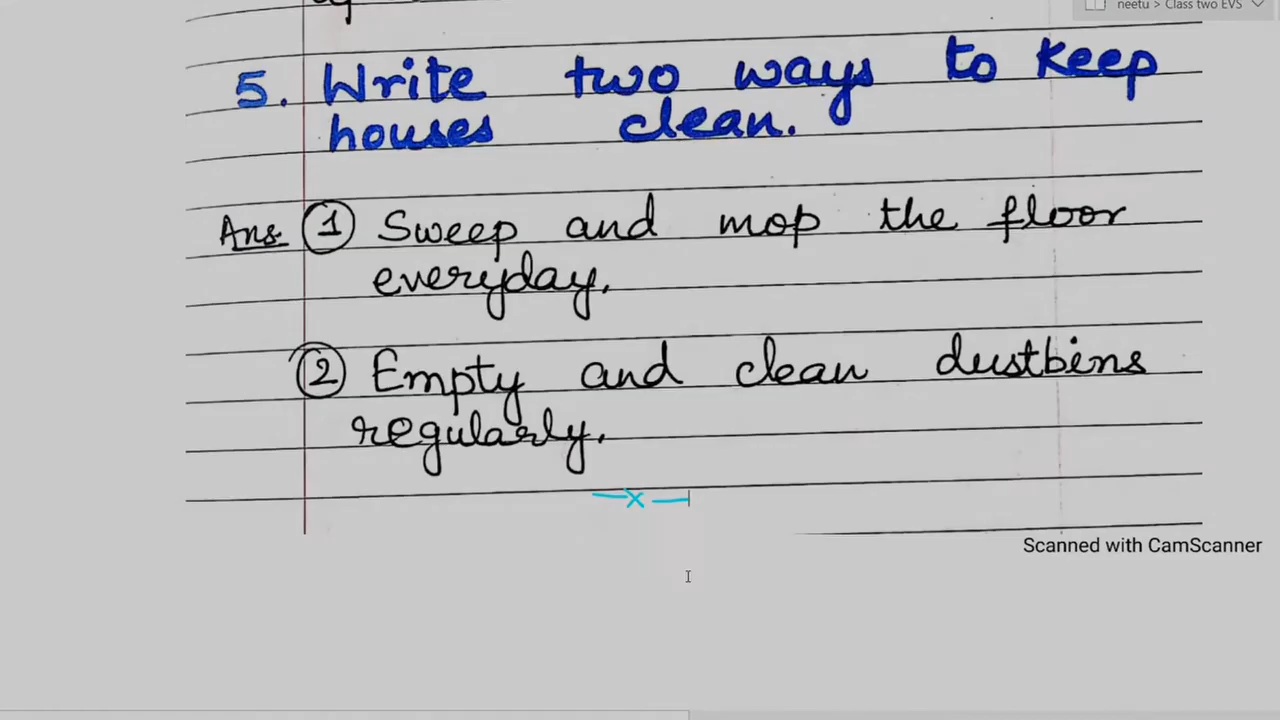 neetu > Class two EVS
5. Write two ways to keep
houses clean.
Ans. 1 Sweep and mop the floor
everyday.
2 Empty and clean dustbins
regularly.
x
Scanned with CamScanner